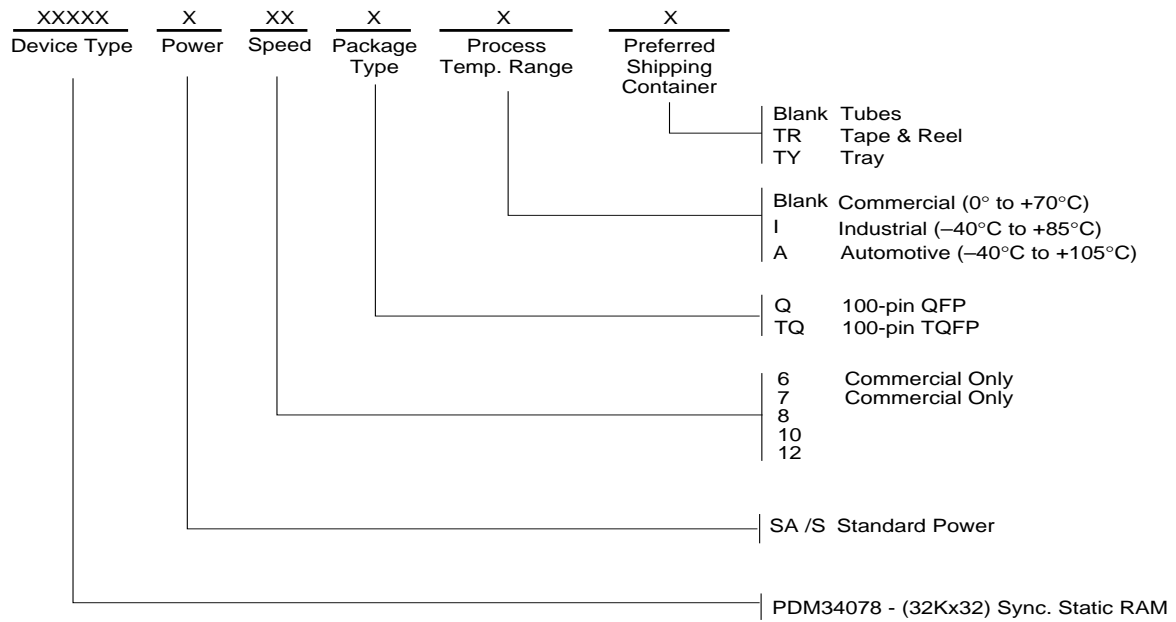 XXXXX X XX X X X
Device Type Power Speed Package Type Process Temp. Range Preferred Shipping Container
Blank Tubes
TR Tape & Reel
TY Tray
Blank Commercial (0° to +70°C)
I Industrial (–40°C to +85°C)
A Automotive (–40°C to +105°C)
Q 100-pin QFP
TQ 100-pin TQFP
6 Commercial Only
7 Commercial Only
8
10
12
SA /S Standard Power
PDM34078 - (32Kx32) Sync. Static RAM